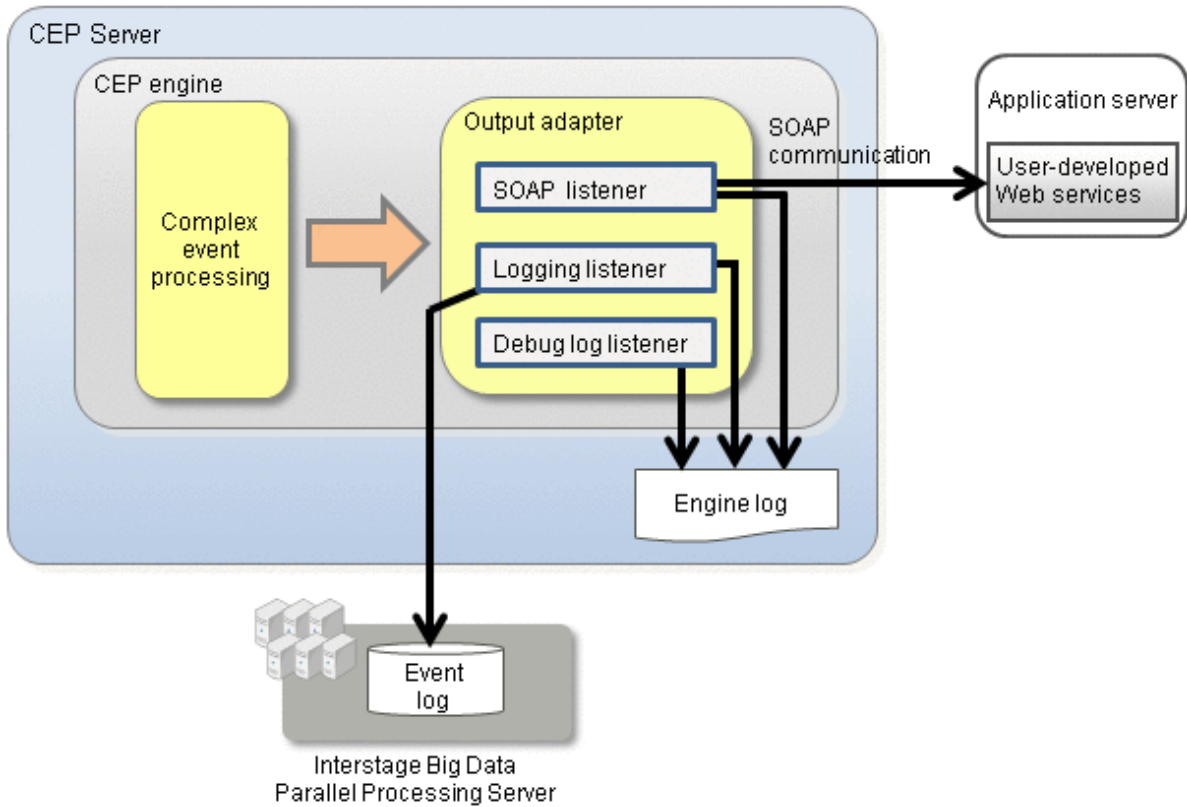 CEP Server
CEP engine
Complex
event
processing
Output adapter
SOAP listener
Logging listener
Debug log listener
SOAP
communication
Application server
User-developed
Web services
Engine log
Event
log
Interstage Big Data
Parallel Processing Server